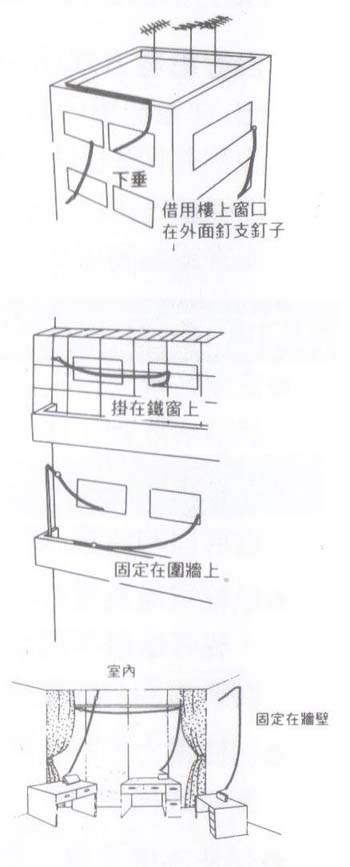 下垂
借用樓上窗口
在外面釘支釘子
掛在鐵窗上
固定在圍牆上。
室內
固定在牆壁